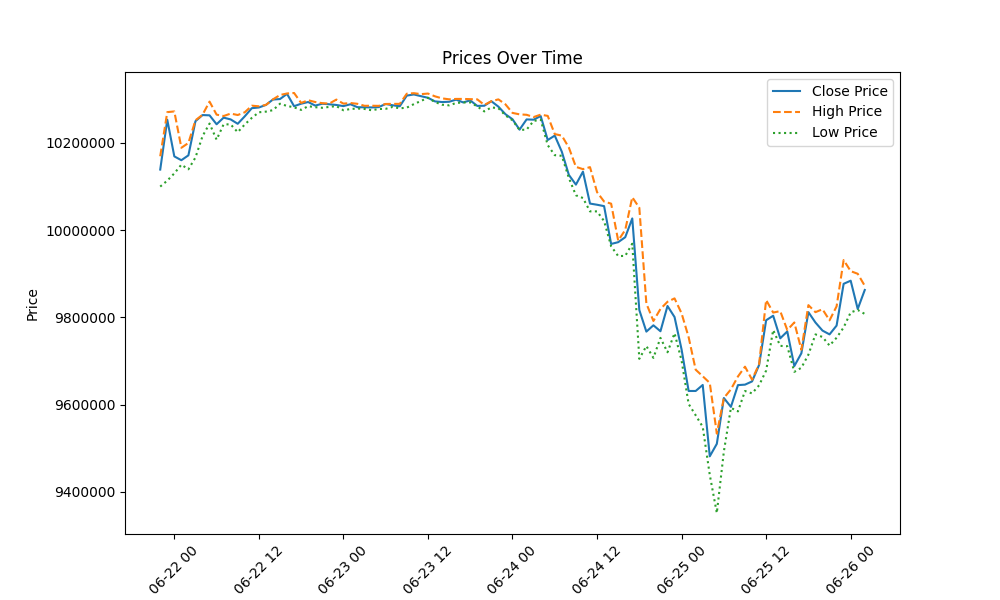 Prices Over Time
Close Price
High Price
Low Price
Price
10200000
10000000
9800000
9600000
9400000
06-22 00
06-22 12
06-23 00
06-23 12
06-24 00
06-24 12
06-25 00
06-25 12
06-26 00